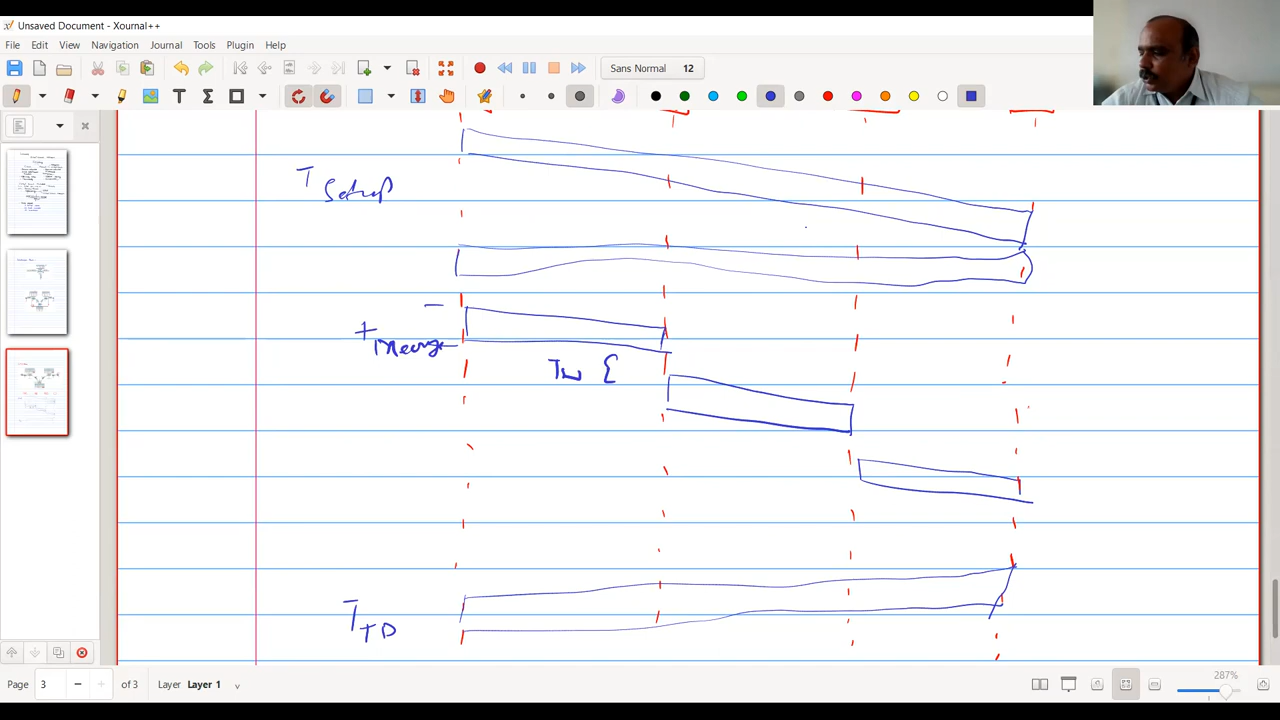 Unsaved Document - Xournal++
File Edit View Navigation Journal Tools Plugin Help
Sans Normal 12
T Setup
T
Tw {
T TD
Page 3 of 3 Layer Layer 1 287%